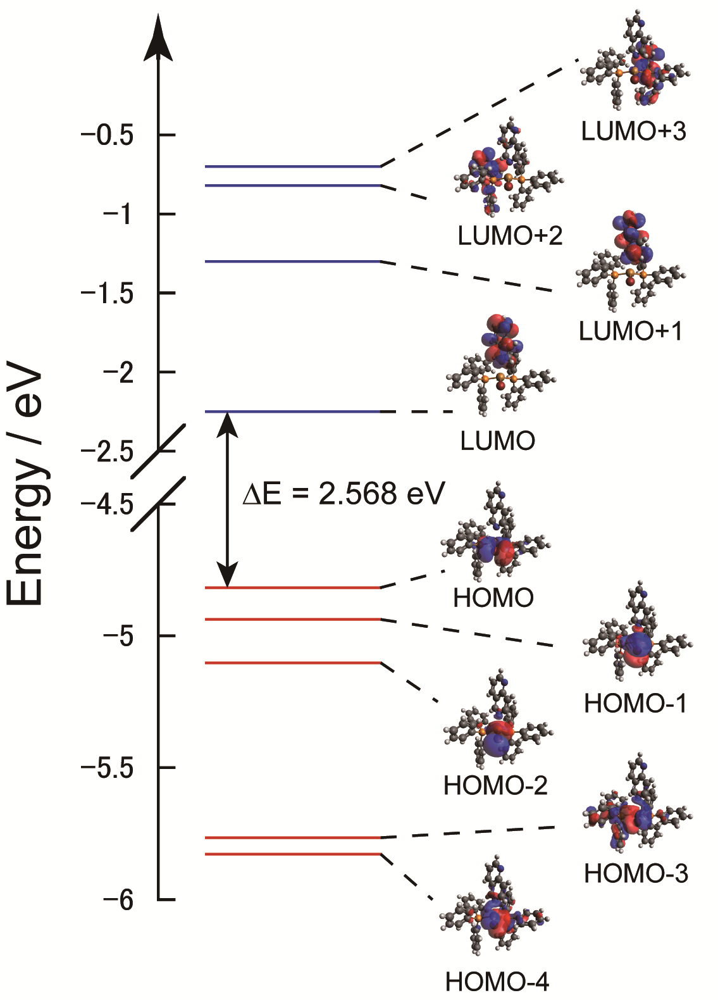 LUMO+3
−0.5
LUMO+2
−1
−1.5
LUMO+1
−2
LUMO
−2.5
Energy / eV
ΔE = 2.568 eV
−4.5
HOMO
−5
HOMO-1
−5.5
HOMO-2
HOMO-3
−6
HOMO-4